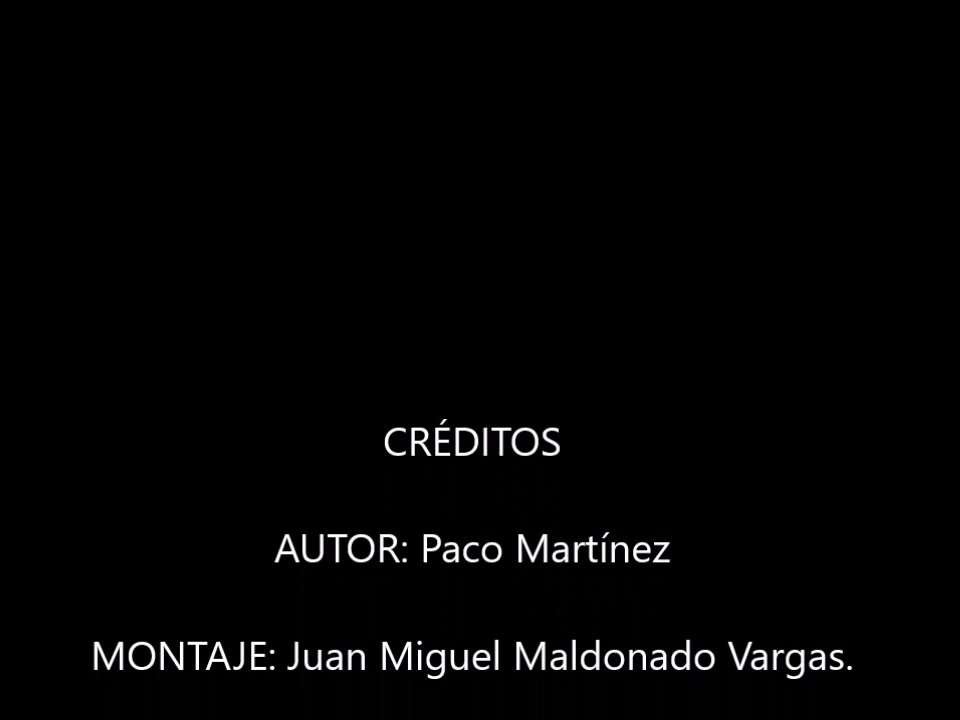 CRÉDITOS
AUTOR: Paco Martínez
MONTAJE: Juan Miguel Maldonado Vargas.